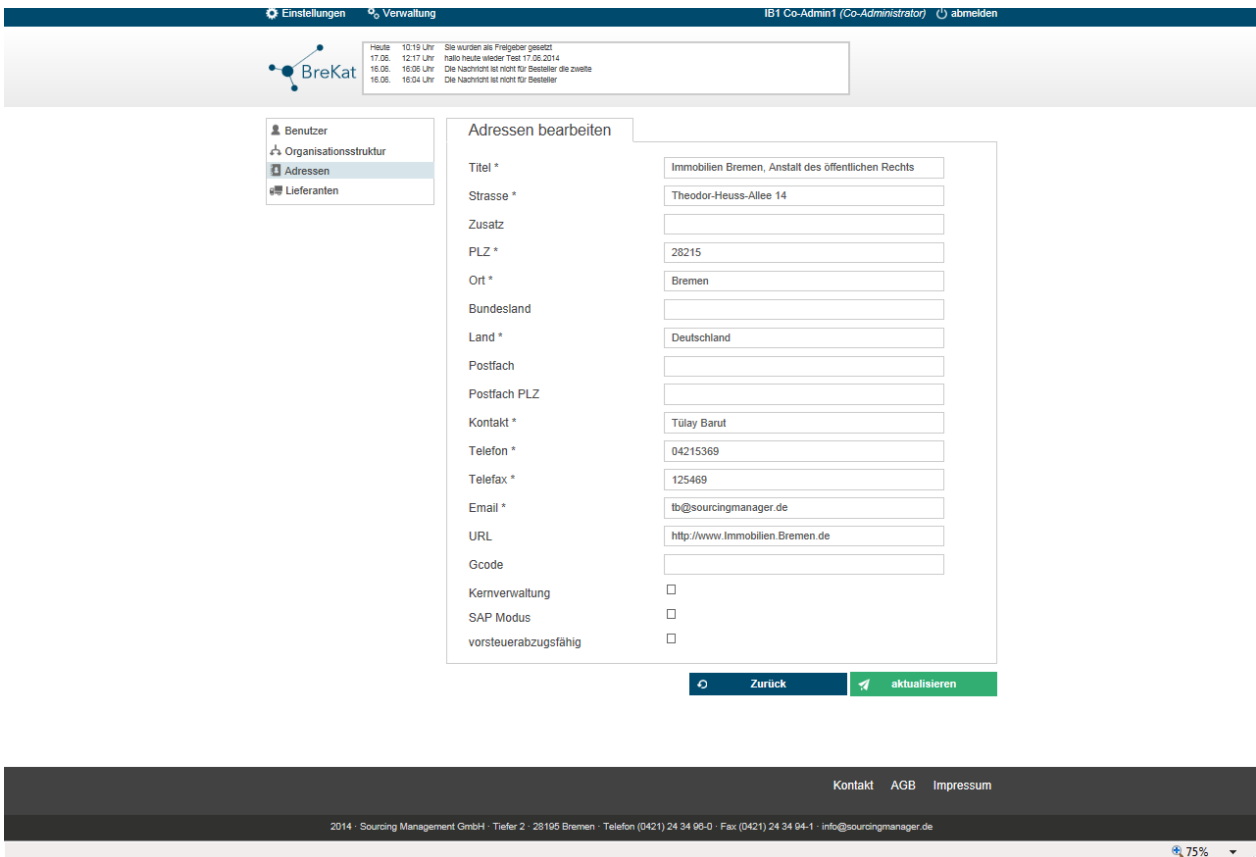 Einstellungen Verwaltung IB1 Co-Admin1 (Co-Administrator) abmelden
BreKat
Heute 10:19 Uhr Sie wurden als Freigeber gesetzt
17.06. 12:17 Uhr hallo heute wieder Test 17.06.2014
16.06. 16:06 Uhr Die Nachricht ist nicht für Besteller die zweite
16.06. 16:04 Uhr Die Nachricht ist nicht für Besteller
Benutzer
Organisationsstruktur
Adressen
Lieferanten
Adressen bearbeiten
Titel * Immobilien Bremen, Anstalt des öffentlichen Rechts
Strasse * Theodor-Heuss-Allee 14
Zusatz
PLZ * 28215
Ort * Bremen
Bundesland
Land * Deutschland
Postfach
Postfach PLZ
Kontakt * Tülay Barut
Telefon * 04215369
Telefax * 125469
Email * tb@sourcingmanager.de
URL http://www.Immobilien.Bremen.de
Gcode
Kernverwaltung
SAP Modus
vorsteuerabzugsfähig
Zurück aktualisieren
Kontakt AGB Impressum
2014 · Sourcing Management GmbH · Tiefer 2 · 28195 Bremen · Telefon (0421) 24 34 96-0 · Fax (0421) 24 34 94-1 · info@sourcingmanager.de
75%